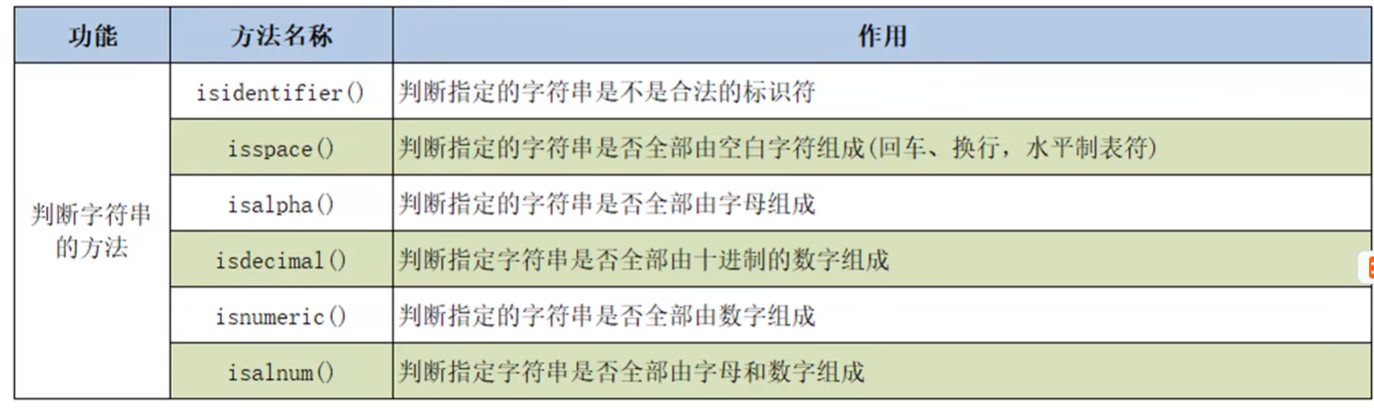 功能 方法名称 作用
isidentifier() 判断指定的字符串是不是合法的标识符
isspace() 判断指定的字符串是否全部由空白字符组成(回车、换行，水平制表符)
判断字符串
的方法
isalpha() 判断指定的字符串是否全部由字母组成
isdecimal() 判断指定字符串是否全部由十进制的数字组成
isnumeric() 判断指定的字符串是否全部由数字组成
isalnum() 判断指定字符串是否全部由字母和数字组成